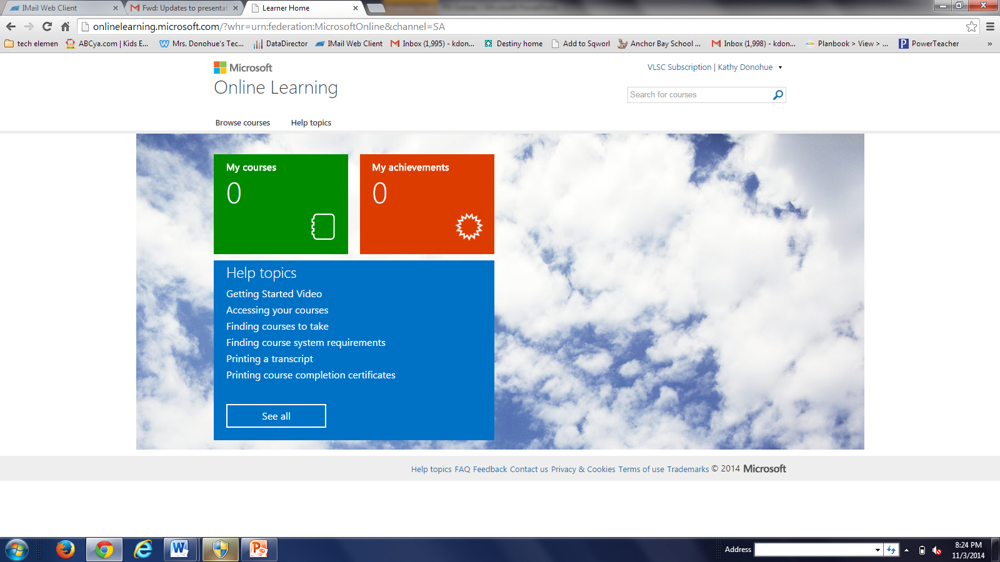 IMail Web Client
Fwd: Updates to presentat
Learner Home
onlinelearning.microsoft.com/?whr=urn:federation:MicrosoftOnline&channel=SA
tech elemen
ABCya.com | Kids E...
Mrs. Donohue's Tec...
DataDirector
IMail Web Client
Inbox (1,995) - kdon...
Destiny home
Add to Sqworl
Anchor Bay School ...
Inbox (1,998) - kdon...
Planbook > View > ...
PowerTeacher
»
Microsoft
VLSC Subscription | Kathy Donohue
Online Learning
Search for courses
Browse courses
Help topics
My courses
0
My achievements
0
Help topics
Getting Started Video
Accessing your courses
Finding courses to take
Finding course system requirements
Printing a transcript
Printing course completion certificates
See all
Help topics FAQ Feedback Contact us Privacy & Cookies Terms of use Trademarks © 2014 Microsoft
Address
8:24 PM
11/3/2014